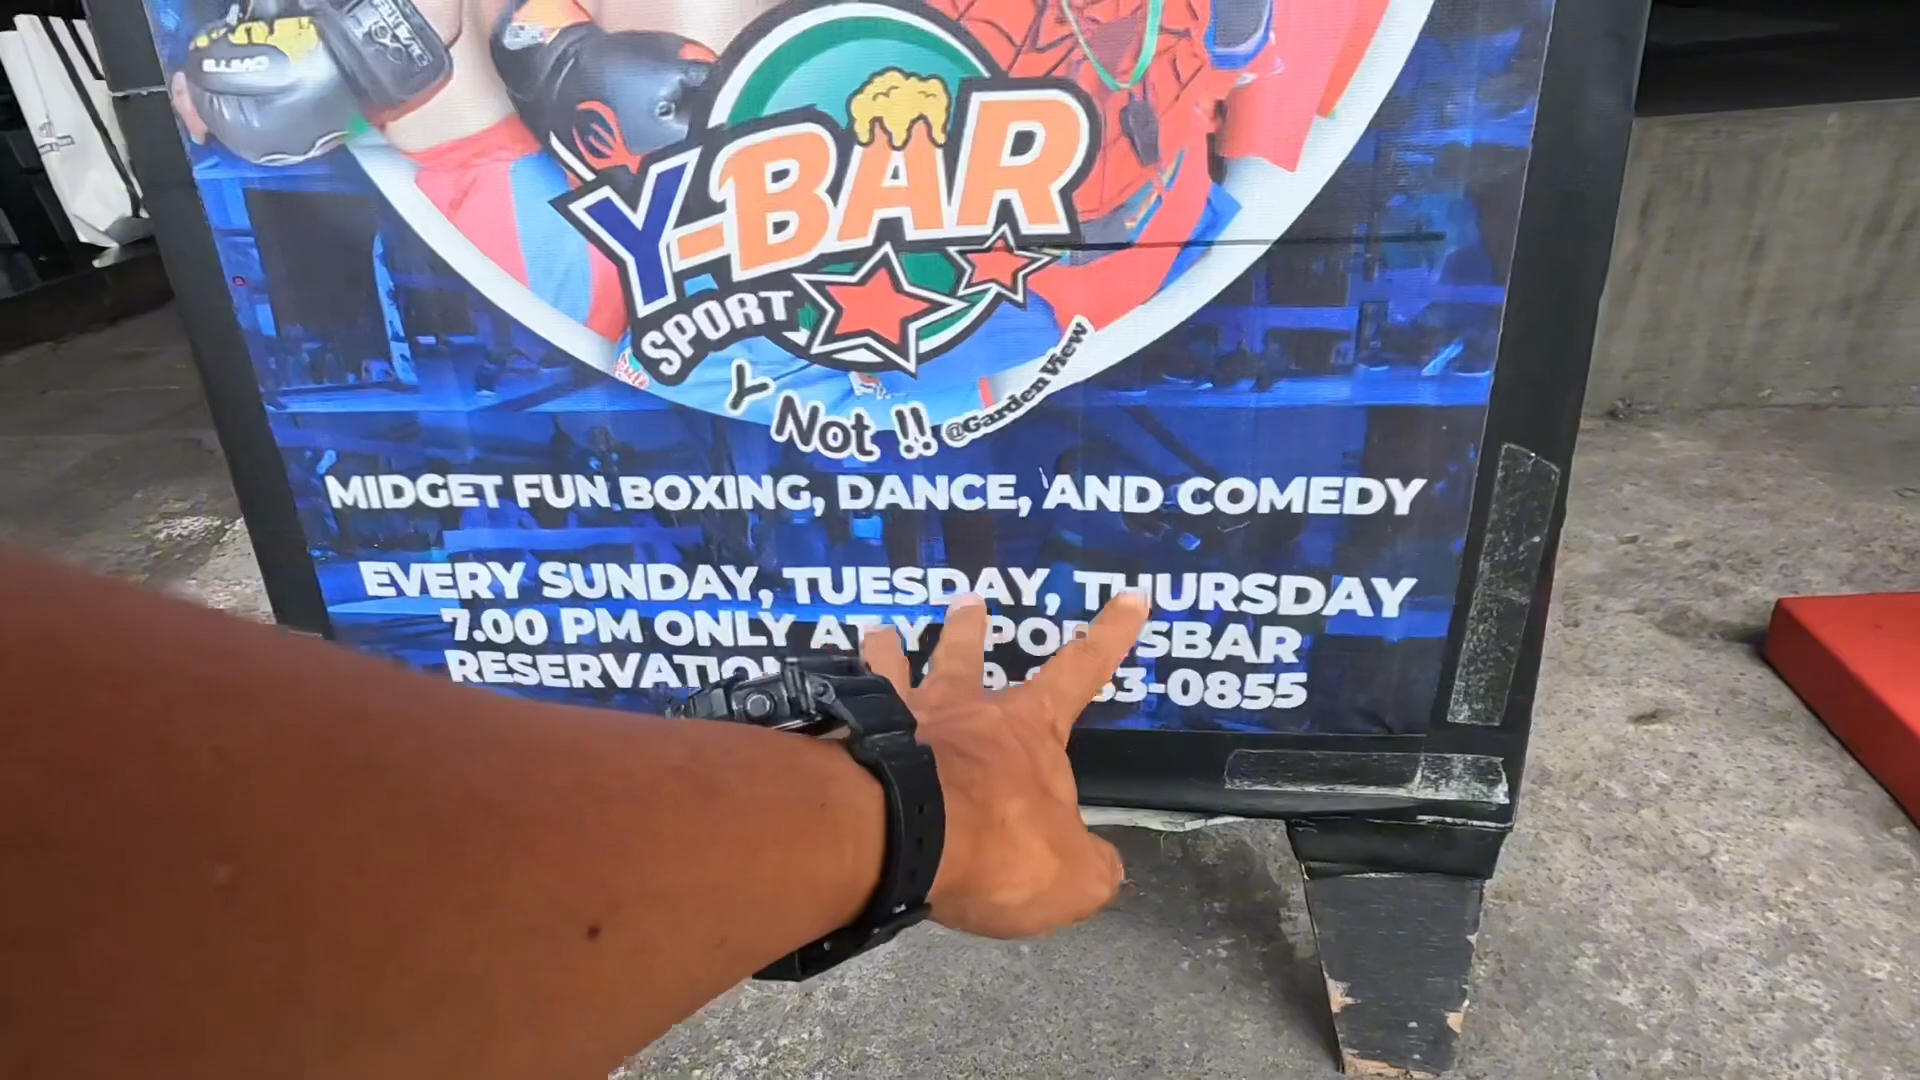 Y-BAR
SPORT
Y Not !! @Garden View
MIDGET FUN BOXING, DANCE, AND COMEDY
EVERY SUNDAY, TUESDAY, THURSDAY
7.00 PM ONLY AT Y SPORTSBAR
-0855